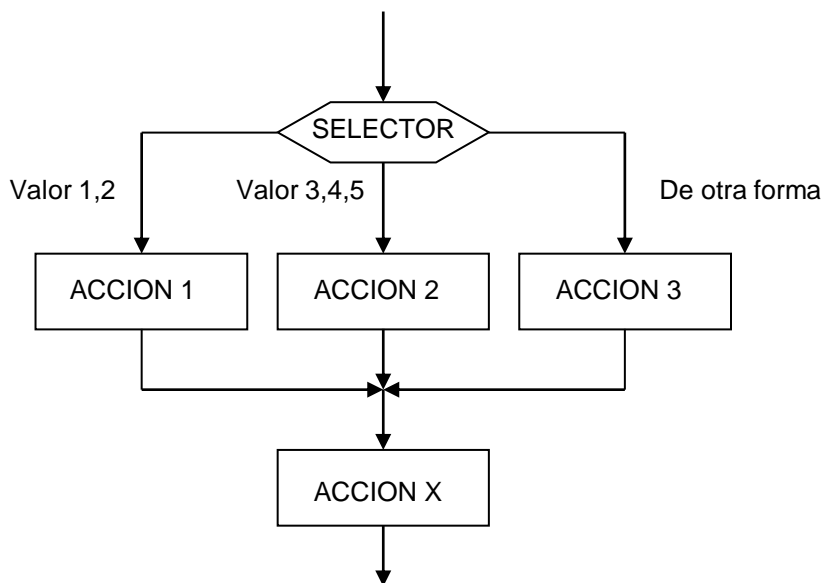 SELECTOR
Valor 1,2
Valor 3,4,5
De otra forma
ACCION 1
ACCION 2
ACCION 3
ACCION X